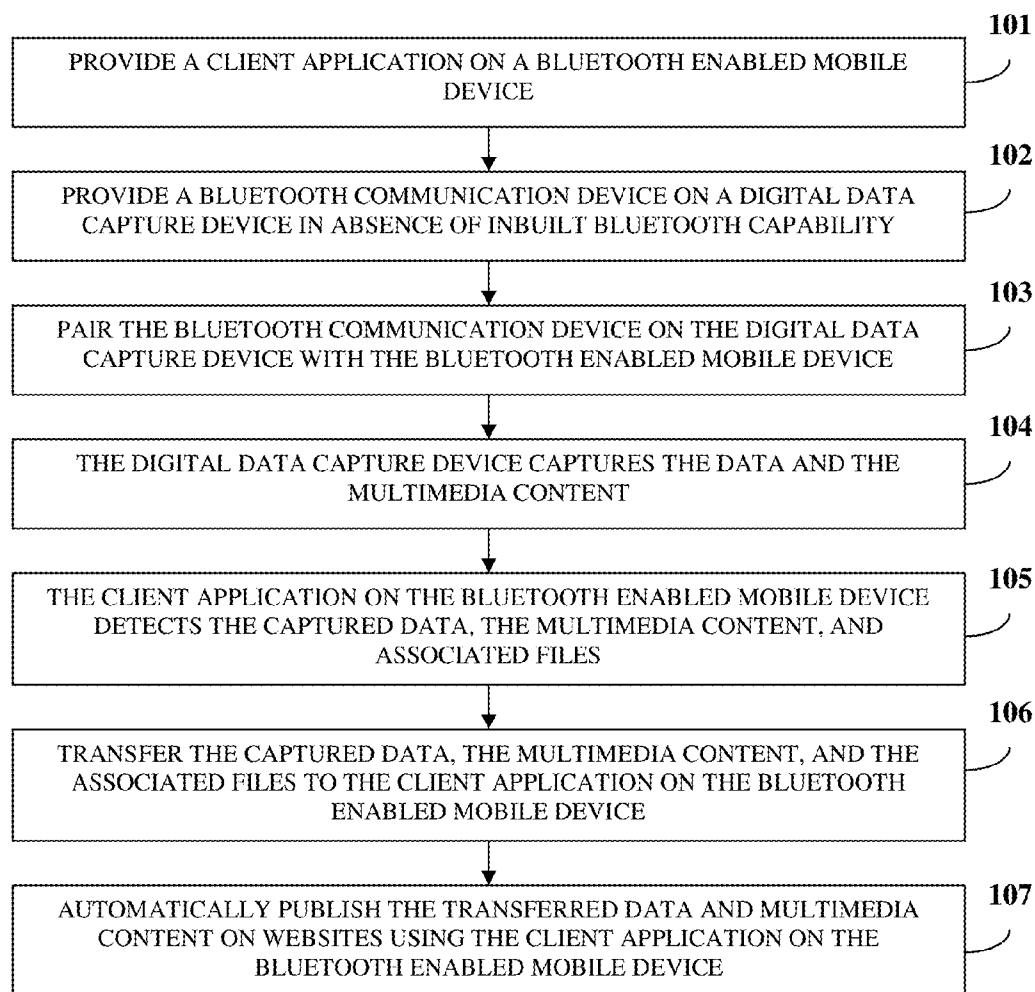 101
PROVIDE A CLIENT APPLICATION ON A BLUETOOTH ENABLED MOBILE
DEVICE
102
PROVIDE A BLUETOOTH COMMUNICATION DEVICE ON A DIGITAL DATA
CAPTURE DEVICE IN ABSENCE OF INBUILT BLUETOOTH CAPABILITY
103
PAIR THE BLUETOOTH COMMUNICATION DEVICE ON THE DIGITAL DATA
CAPTURE DEVICE WITH THE BLUETOOTH ENABLED MOBILE DEVICE
104
THE DIGITAL DATA CAPTURE DEVICE CAPTURES THE DATA AND THE
MULTIMEDIA CONTENT
105
THE CLIENT APPLICATION ON THE BLUETOOTH ENABLED MOBILE DEVICE
DETECTS THE CAPTURED DATA, THE MULTIMEDIA CONTENT, AND
ASSOCIATED FILES
106
TRANSFER THE CAPTURED DATA, THE MULTIMEDIA CONTENT, AND THE
ASSOCIATED FILES TO THE CLIENT APPLICATION ON THE BLUETOOTH
ENABLED MOBILE DEVICE
107
AUTOMATICALLY PUBLISH THE TRANSFERRED DATA AND MULTIMEDIA
CONTENT ON WEBSITES USING THE CLIENT APPLICATION ON THE
BLUETOOTH ENABLED MOBILE DEVICE